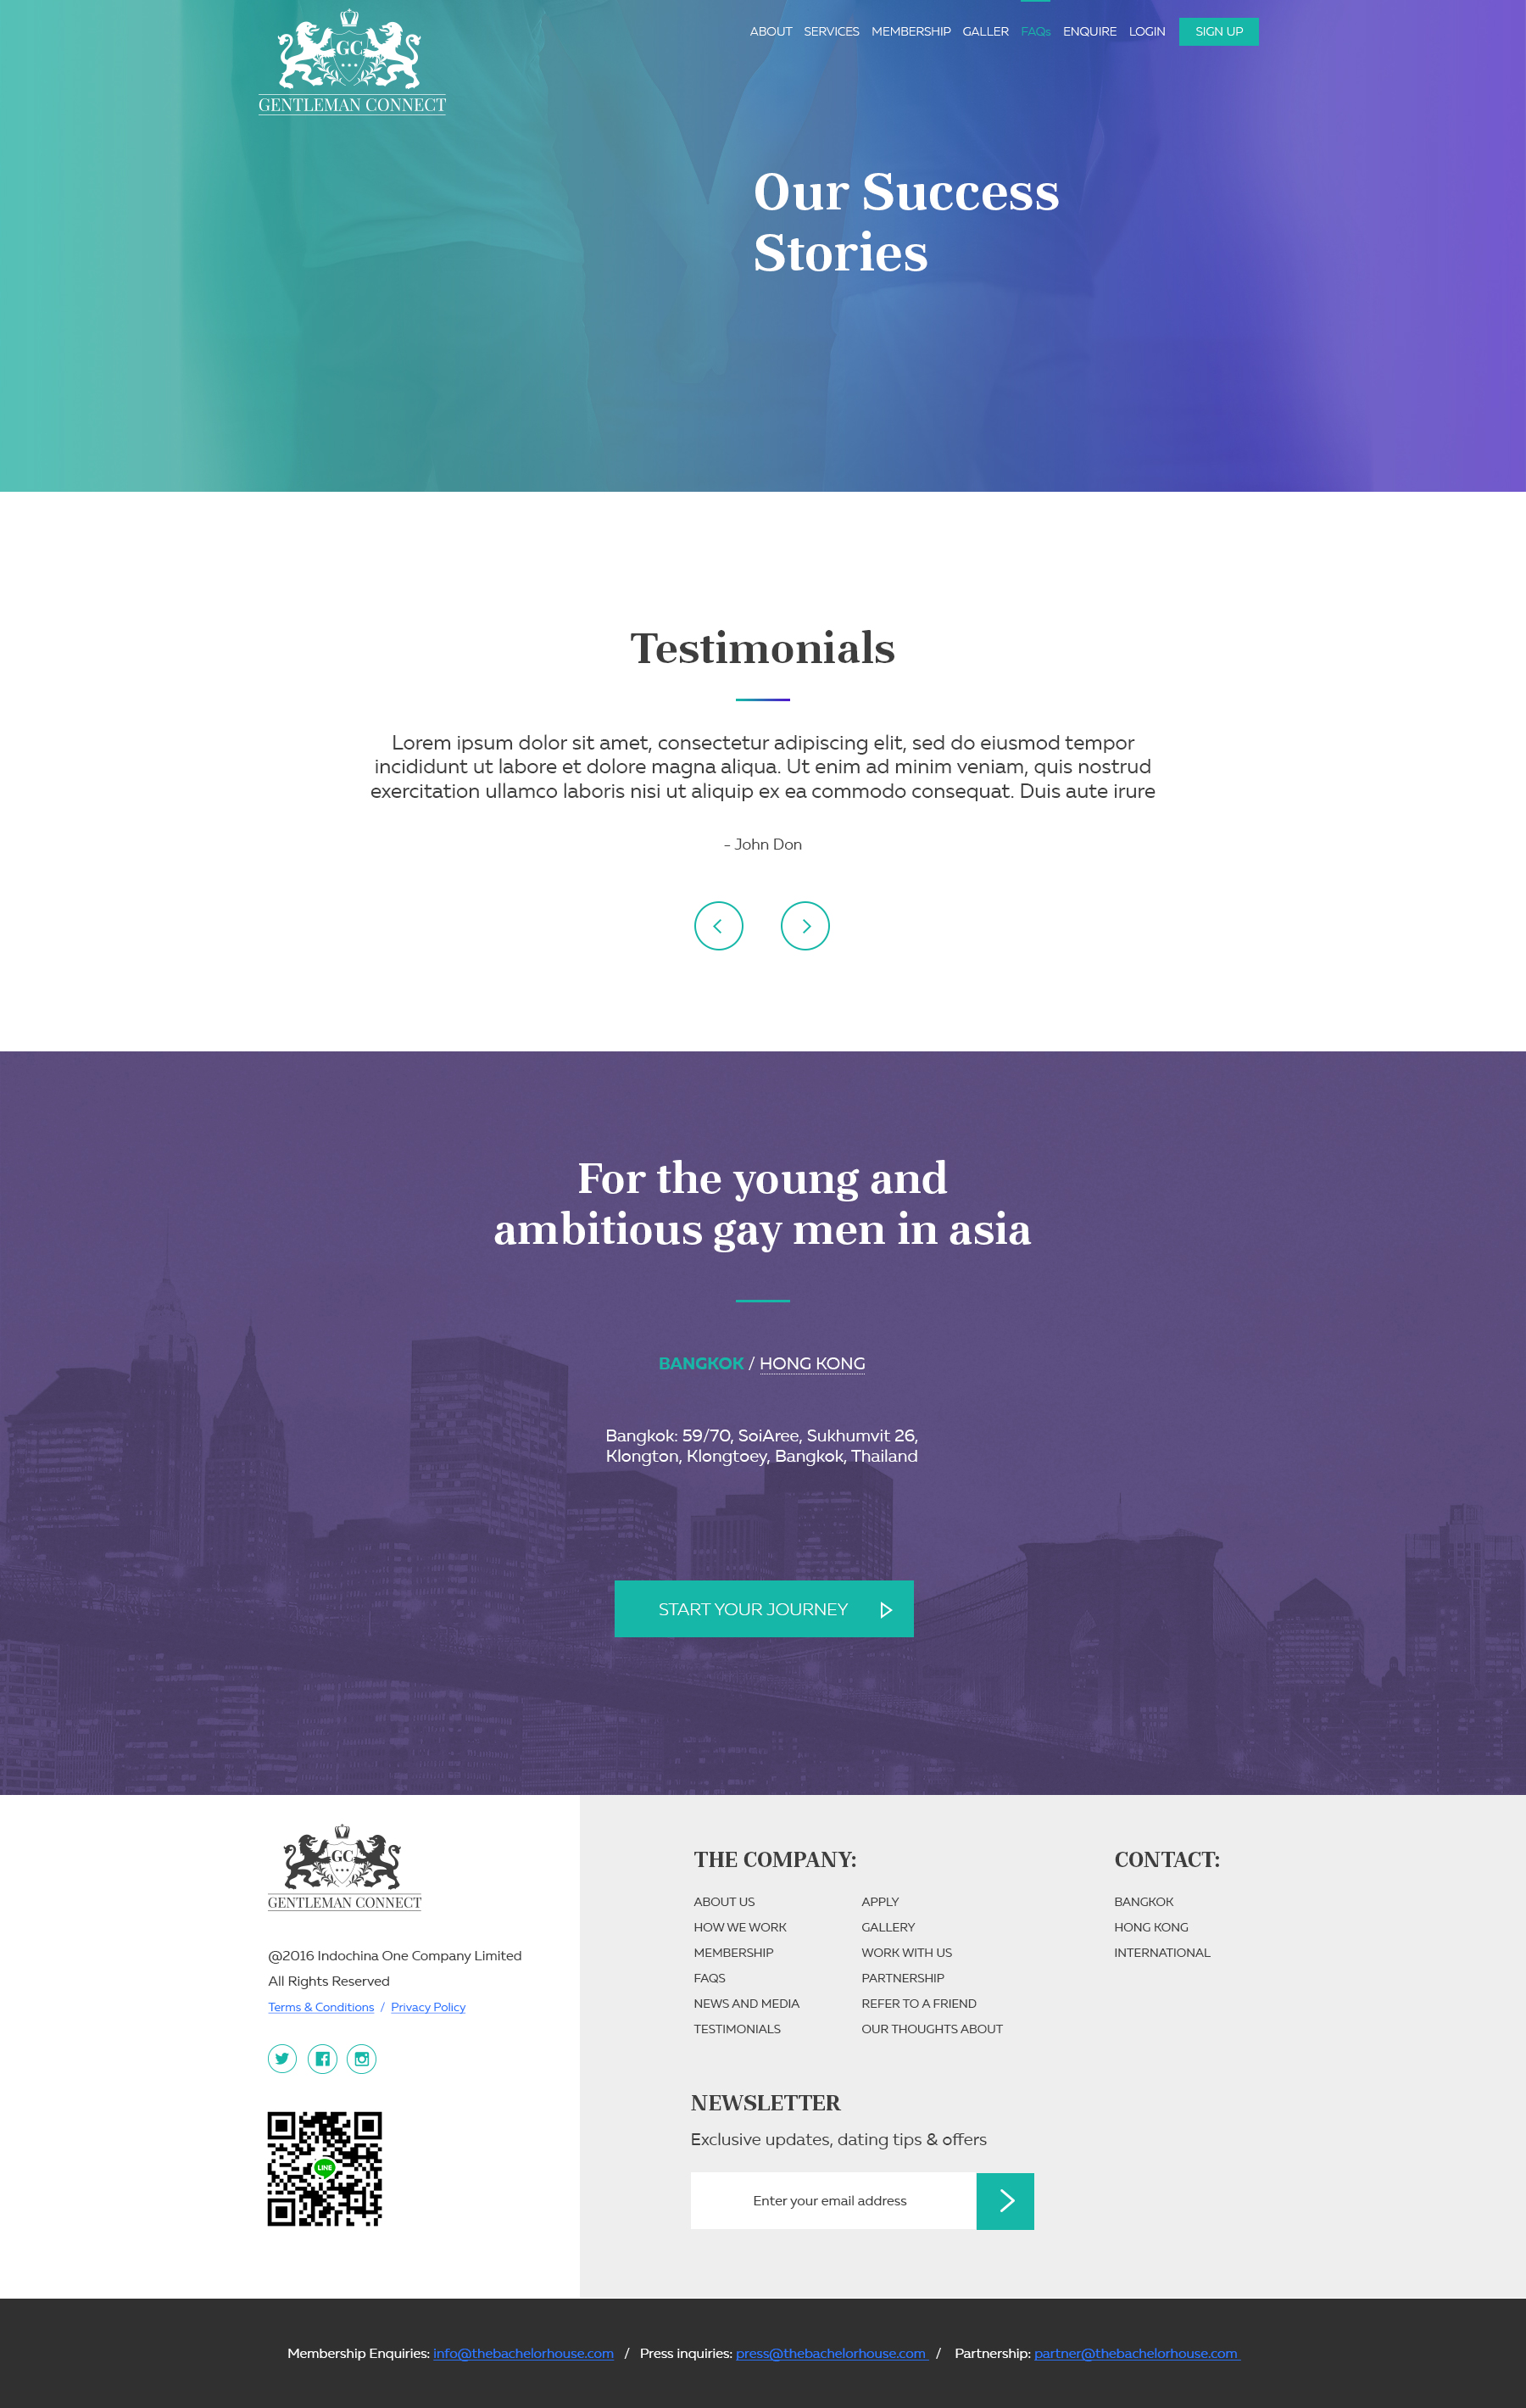 GC
GENTLEMAN CONNECT
ABOUT SERVICES MEMBERSHIP GALLER FAQs ENQUIRE LOGIN SIGN UP
Our Success
Stories
Testimonials
Lorem ipsum dolor sit amet, consectetur adipiscing elit, sed do eiusmod tempor
incididunt ut labore et dolore magna aliqua. Ut enim ad minim veniam, quis nostrud
exercitation ullamco laboris nisi ut aliquip ex ea commodo consequat. Duis aute irure
- John Don
For the young and
ambitious gay men in asia
BANGKOK / HONG KONG
Bangkok: 59/70, SoiAree, Sukhumvit 26,
Klongton, Klongtoey, Bangkok, Thailand
START YOUR JOURNEY
GC
GENTLEMAN CONNECT
@2016 Indochina One Company Limited
All Rights Reserved
Terms & Conditions / Privacy Policy
LINE
THE COMPANY:
ABOUT US
HOW WE WORK
MEMBERSHIP
FAQS
NEWS AND MEDIA
TESTIMONIALS
APPLY
GALLERY
WORK WITH US
PARTNERSHIP
REFER TO A FRIEND
OUR THOUGHTS ABOUT
CONTACT:
BANGKOK
HONG KONG
INTERNATIONAL
NEWSLETTER
Exclusive updates, dating tips & offers
Enter your email address
Membership Enquiries: info@thebachelorhouse.com / Press inquiries: press@thebachelorhouse.com / Partnership: partner@thebachelorhouse.com